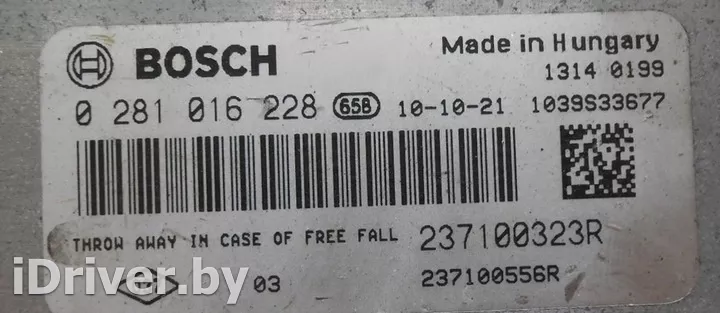 BOSCH
Made in Hungary
1314 0199
0 281 016 228 658 10-10-21 1039S33677
THROW AWAY IN CASE OF FREE FALL 237100323R
03 237100556R
iDriver.by